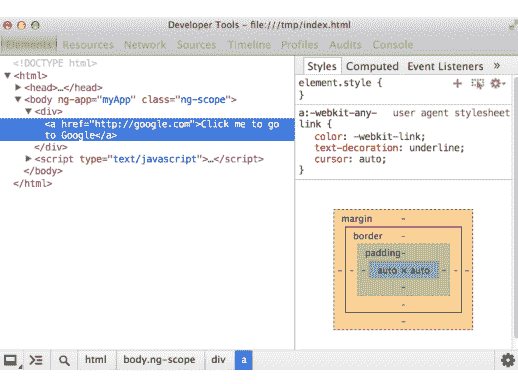 Developer Tools - file:///tmp/index.html
Elements Resources Network Sources Timeline Profiles Audits Console
<!DOCTYPE html>
▼<html>
▶<head>…</head>
▼<body ng-app="myApp" class="ng-scope">
▼<div>
<a href="http://google.com">Click me to go
to Google</a>
</div>
▶<script type="text/javascript">…</script>
</body>
</html>
Styles Computed Event Listeners »
element.style {
}
a:-webkit-any- user agent stylesheet
link {
color: -webkit-link;
text-decoration: underline;
cursor: auto;
}
margin -
border -
padding-
- - - auto × auto - - -
-
-
-
html body.ng-scope div a